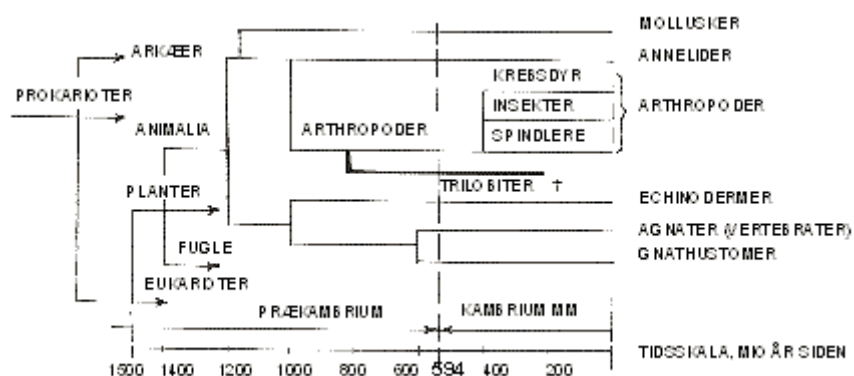 MOLLUSKER
ARKÆER
ANNELIDER
KREBSDYR
PROKARIOTER
INSEKTER
ARTHROPODER
ANIMALIA
ARTHROPODER
SPINDLERE
TRILOBITER †
PLANTER
ECHINODERMER
AGNATER (VERTEBRATER)
FUGLE
GNATHUSTOMER
EUKARIOTER
PRÆKAMBRIUM
KAMBRIUM MM
TIDSSKALA, MIO ÅR SIDEN
1500 1400 1200 1000 800 600 594 400 200